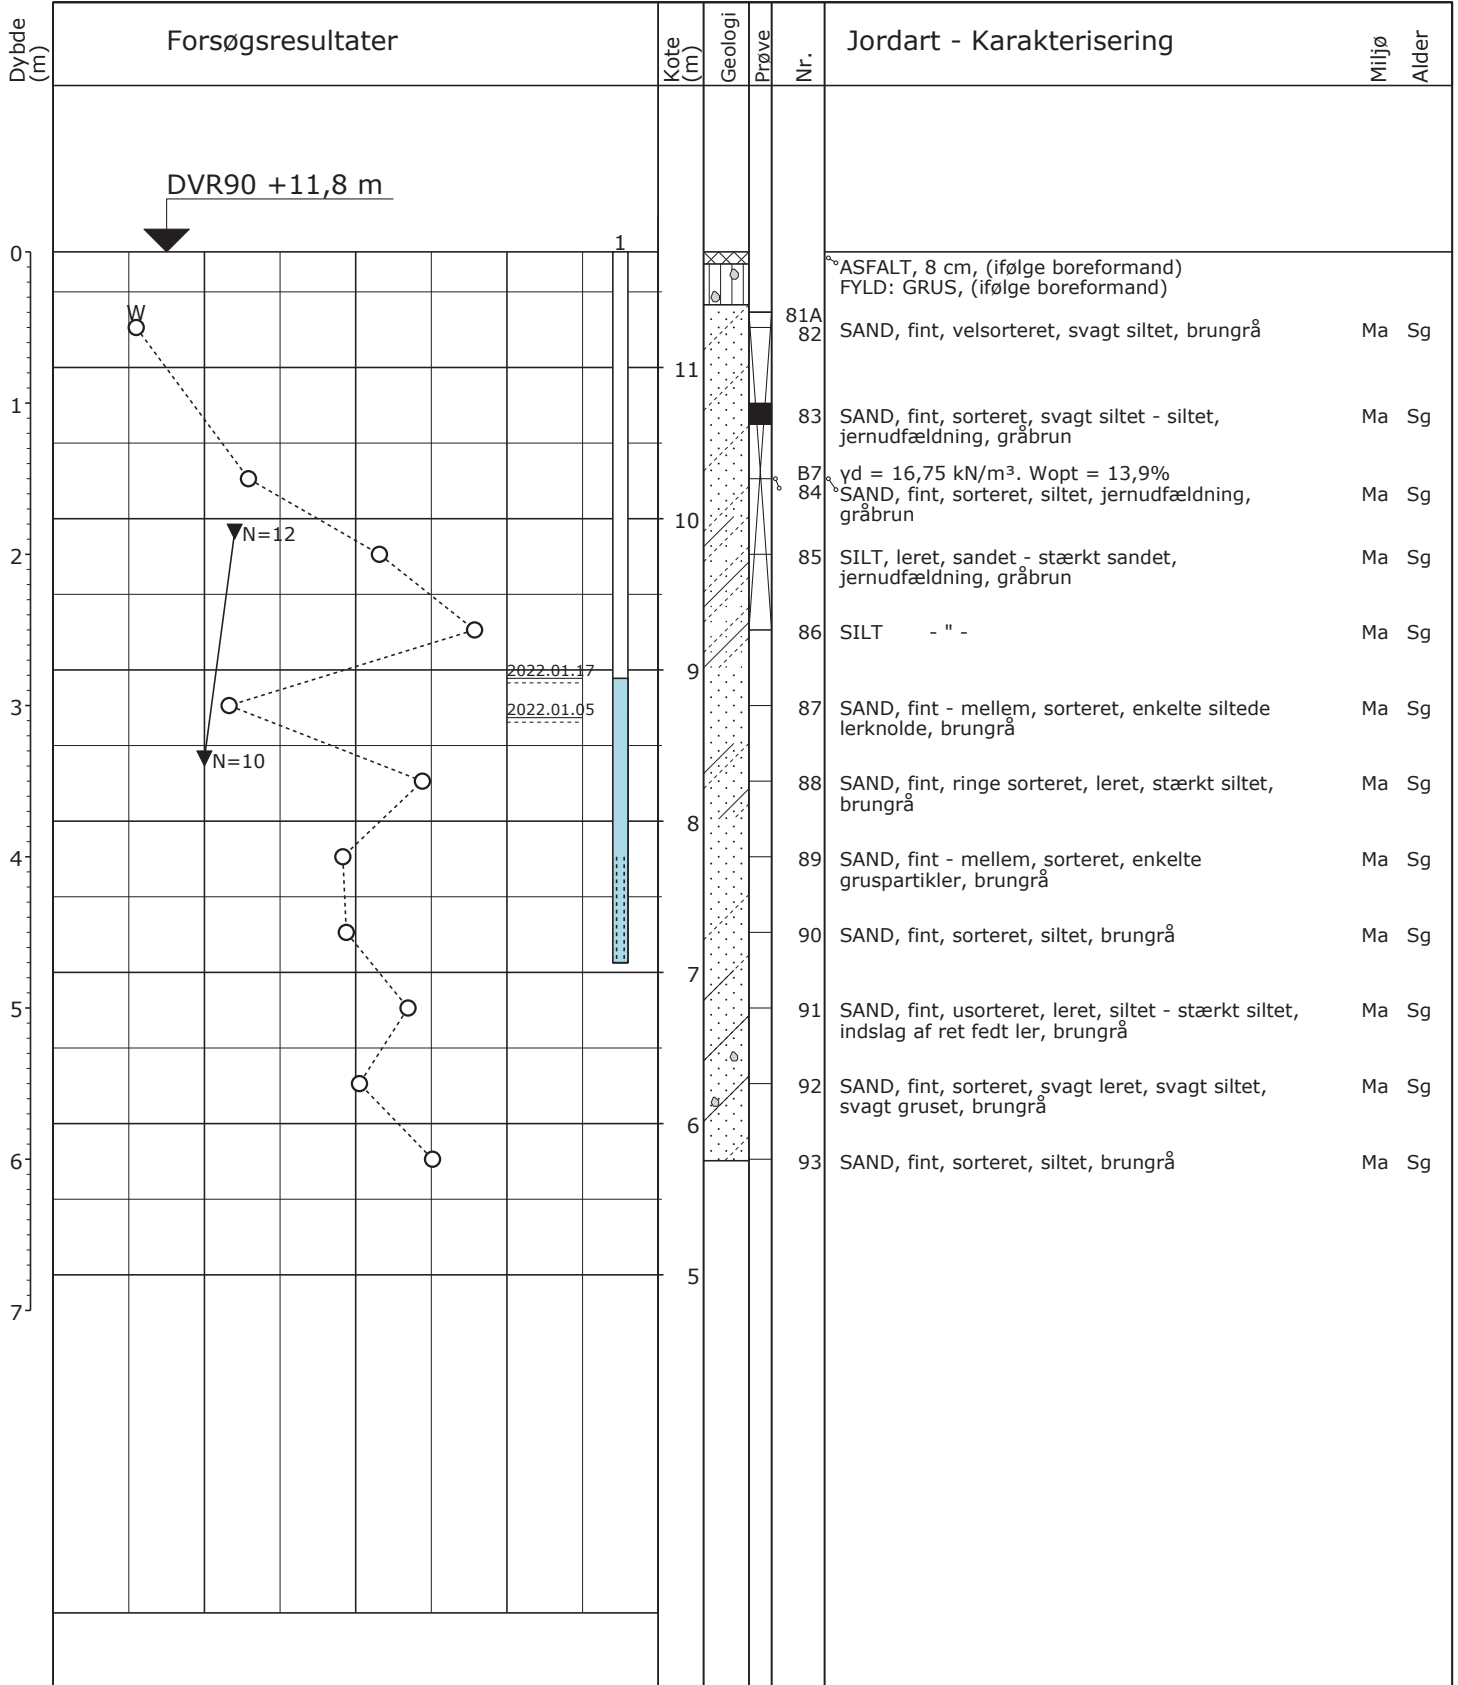 Dybde
(m)
Forsøgsresultater
Kote
(m)
Geologi
Prøve
Nr.
Jordart - Karakterisering
Miljø
Alder
DVR90 +11,8 m
0
1
ASFALT, 8 cm, (ifølge boreformand)
FYLD: GRUS, (ifølge boreformand)
W
81A
82 SAND, fint, velsorteret, svagt siltet, brungrå Ma Sg
11
1
83 SAND, fint, sorteret, svagt siltet - siltet, Ma Sg
jernudfældning, gråbrun
B7 γd = 16,75 kN/m³. Wopt = 13,9%
84 SAND, fint, sorteret, siltet, jernudfældning, Ma Sg
gråbrun
10
N=12
2
85 SILT, leret, sandet - stærkt sandet, Ma Sg
jernudfældning, gråbrun
86 SILT - " - Ma Sg
2022.01.17
9
3
2022.01.05
87 SAND, fint - mellem, sorteret, enkelte siltede Ma Sg
lerknolde, brungrå
N=10
88 SAND, fint, ringe sorteret, leret, stærkt siltet, Ma Sg
brungrå
8
4
89 SAND, fint - mellem, sorteret, enkelte Ma Sg
gruspartikler, brungrå
90 SAND, fint, sorteret, siltet, brungrå Ma Sg
7
5
91 SAND, fint, usorteret, leret, siltet - stærkt siltet, Ma Sg
indslag af ret fedt ler, brungrå
92 SAND, fint, sorteret, svagt leret, svagt siltet, Ma Sg
svagt gruset, brungrå
6
6
93 SAND, fint, sorteret, siltet, brungrå Ma Sg
5
7